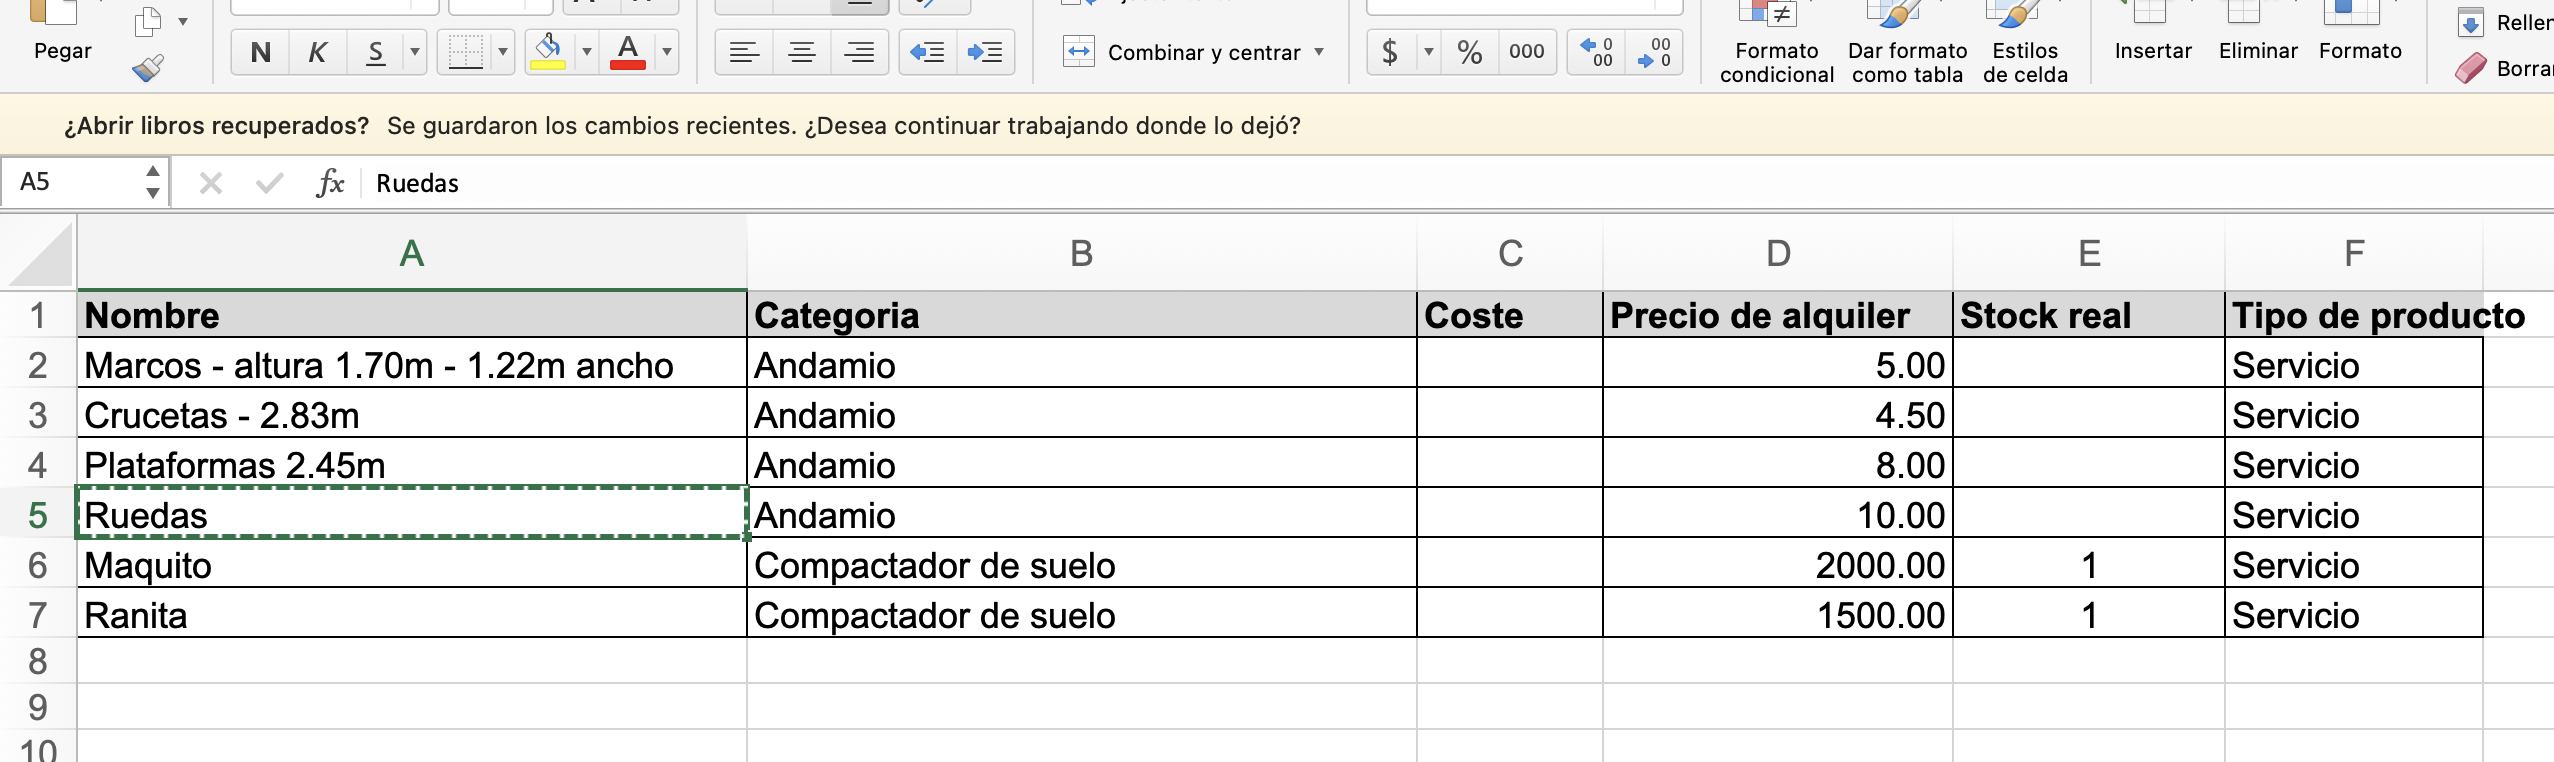 Pegar
N K S
A
Combinar y centrar
$ % 000
0 00
00 0
Formato condicional
Dar formato como tabla
Estilos de celda
Insertar
Eliminar
Formato
¿Abrir libros recuperados? Se guardaron los cambios recientes. ¿Desea continuar trabajando donde lo dejó?
A5 fx Ruedas
A B C D E F
1 Nombre Categoria Coste Precio de alquiler Stock real Tipo de producto
2 Marcos - altura 1.70m - 1.22m ancho Andamio 5.00 Servicio
3 Crucetas - 2.83m Andamio 4.50 Servicio
4 Plataformas 2.45m Andamio 8.00 Servicio
5 Ruedas Andamio 10.00 Servicio
6 Maquito Compactador de suelo 2000.00 1 Servicio
7 Ranita Compactador de suelo 1500.00 1 Servicio
8
9
10